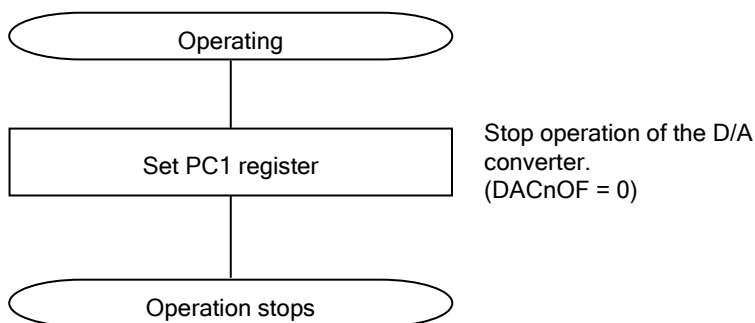 Operating
Set PC1 register
Stop operation of the D/A
converter.
(DACnOF = 0)
Operation stops